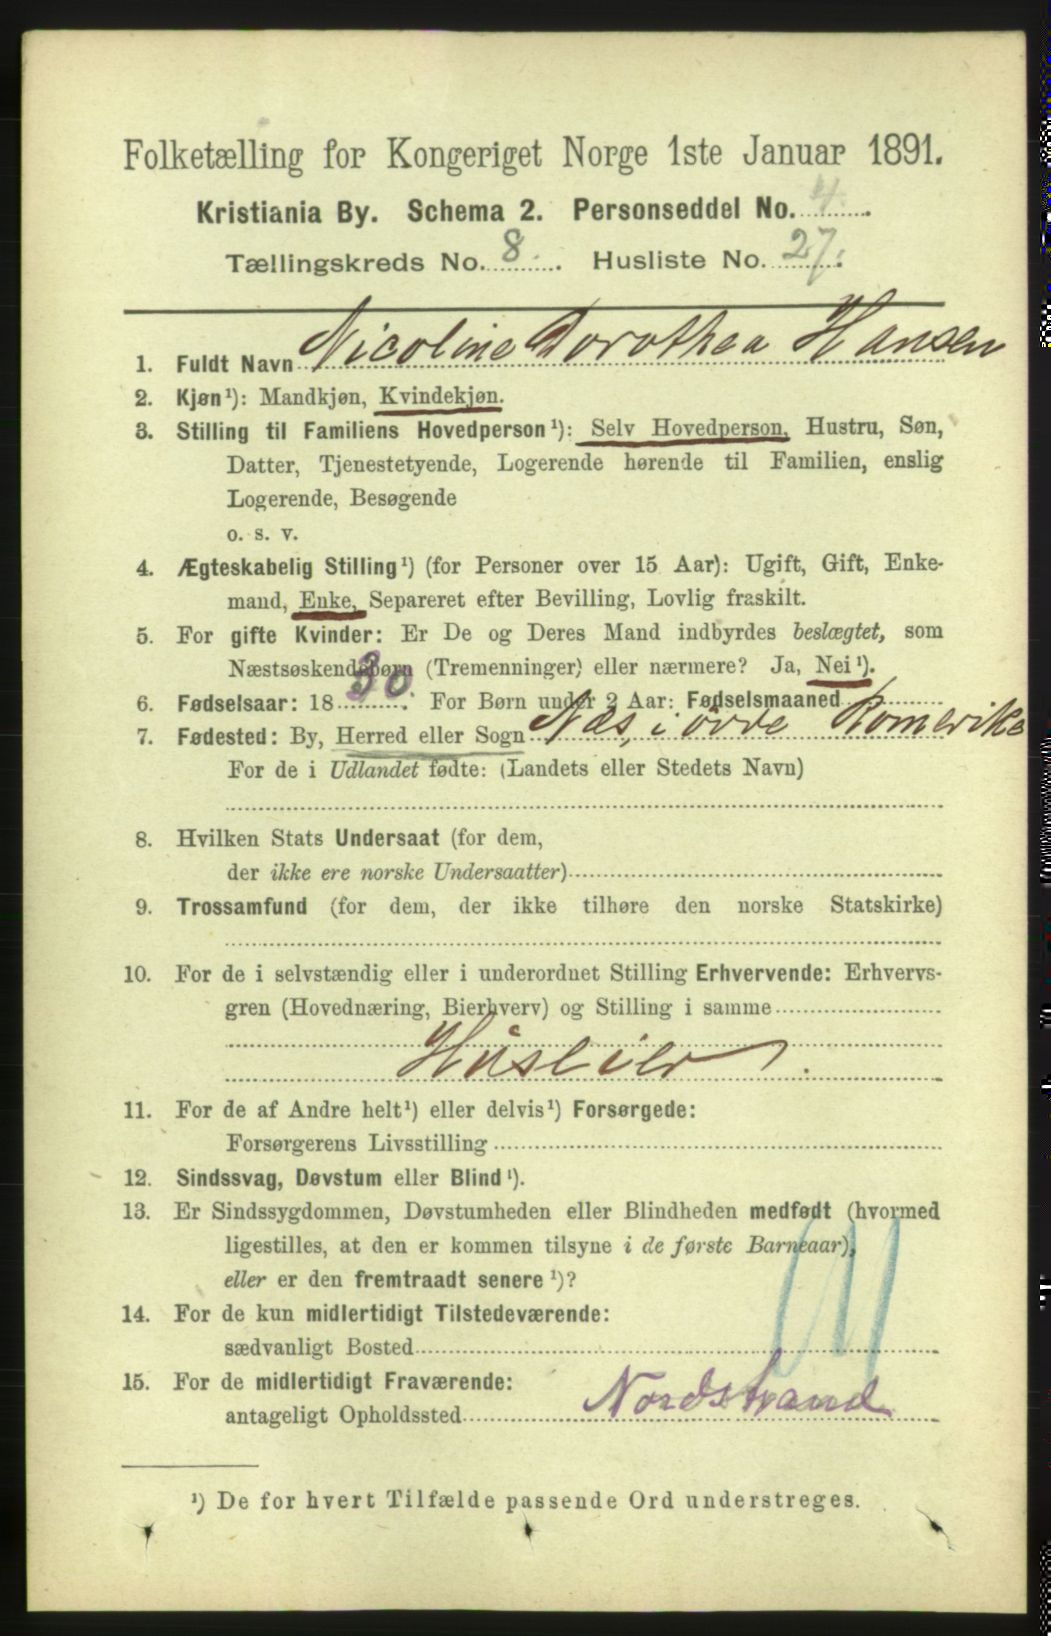 Folketælling for Kongeriget Norge 1ste Januar 1891.
Kristiania By. Schema 2. Personseddel No. 4.
Tællingskreds No. 8. Husliste No. 27.
1. Fuldt Navn Nicoline Dorothea Hansen
2. Kjøn¹): Mandkjøn, Kvindekjøn.
3. Stilling til Familiens Hovedperson¹): Selv Hovedperson, Hustru, Søn,
Datter, Tjenestetyende, Logerende hørende til Familien, enslig
Logerende, Besøgende
o. s. v.
4. Ægteskabelig Stilling¹) (for Personer over 15 Aar): Ugift, Gift, Enke-
mand, Enke, Separeret efter Bevilling, Lovlig fraskilt.
5. For gifte Kvinder: Er De og Deres Mand indbyrdes beslægtet, som
Næstsøskendebørn (Tremenninger) eller nærmere? Ja, Nei¹).
6. Fødselsaar: 1830. For Børn under 2 Aar: Fødselsmaaned
7. Fødested: By, Herred eller Sogn Næs, i øvre Romerike
For de i Udlandet fødte: (Landets eller Stedets Navn)
8. Hvilken Stats Undersaat (for dem,
der ikke ere norske Undersaatter)
9. Trossamfund (for dem, der ikke tilhøre den norske Statskirke)
10. For de i selvstændig eller i underordnet Stilling Erhvervende: Erhvervs-
gren (Hovednæring, Bierhverv) og Stilling i samme
Huseier.
11. For de af Andre helt¹) eller delvis¹) Forsørgede:
Forsørgerens Livsstilling
12. Sindssvag, Døvstum eller Blind¹).
13. Er Sindssygdommen, Døvstumheden eller Blindheden medfødt (hvormed
ligestilles, at den er kommen tilsyne i de første Barneaar),
eller er den fremtraadt senere¹)?
14. For de kun midlertidigt Tilstedeværende:
sædvanligt Bosted
15. For de midlertidigt Fraværende:
antageligt Opholdssted Nordstrand
¹) De for hvert Tilfælde passende Ord understreges.